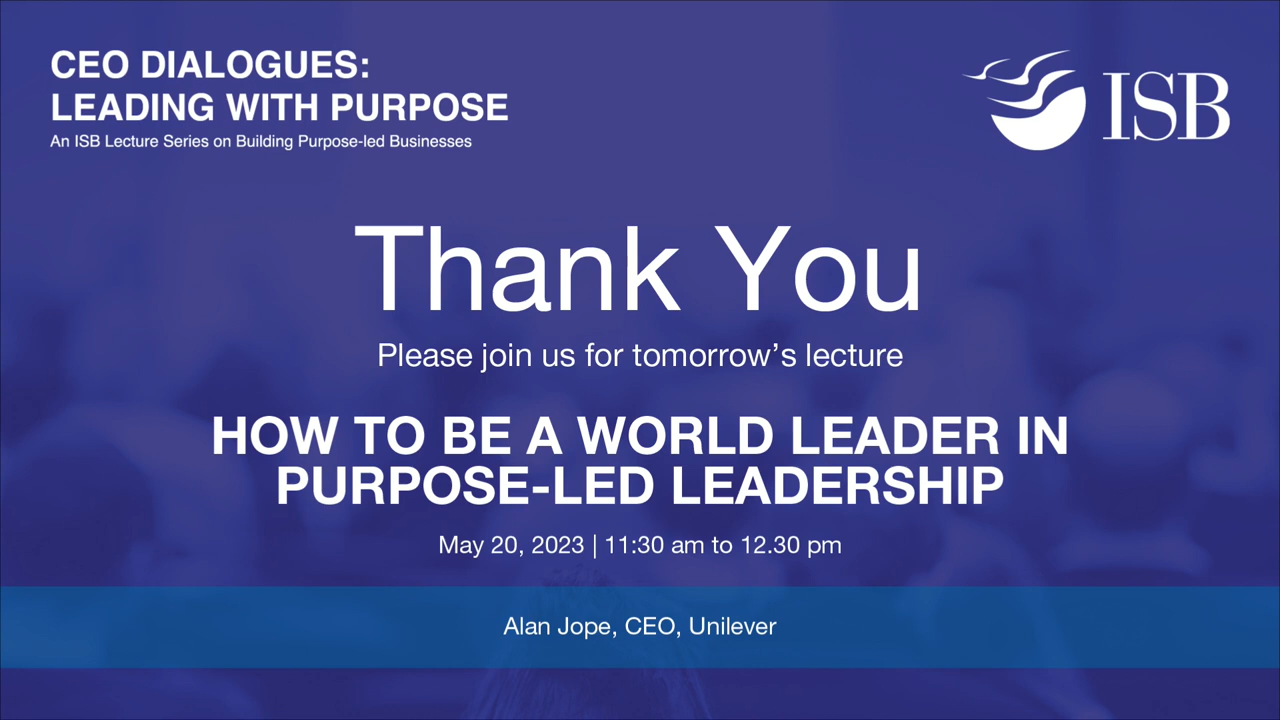 CEO DIALOGUES:
LEADING WITH PURPOSE
An ISB Lecture Series on Building Purpose-led Businesses
ISB
Thank You
Please join us for tomorrow’s lecture
HOW TO BE A WORLD LEADER IN
PURPOSE-LED LEADERSHIP
May 20, 2023 | 11:30 am to 12.30 pm
Alan Jope, CEO, Unilever